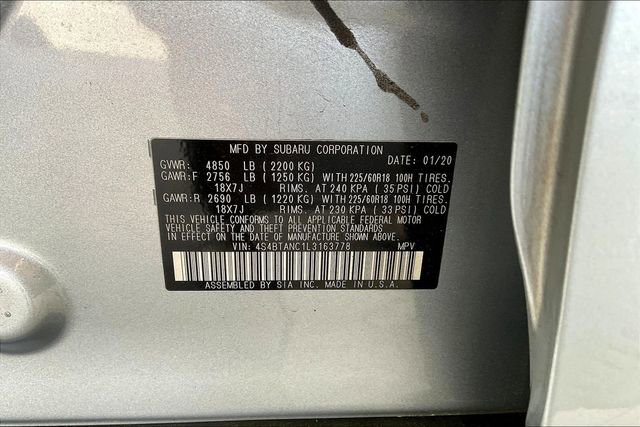 MFD BY SUBARU CORPORATION
GVWR: 4850 LB (2200 KG) DATE: 01/20
GAWR:F 2756 LB (1250 KG) WITH 225/60R18 100H TIRES.
18X7J RIMS. AT 240 KPA (35 PSI) COLD
GAWR:R 2690 LB (1220 KG) WITH 225/60R18 100H TIRES.
18X7J RIMS. AT 230 KPA (33 PSI) COLD
THIS VEHICLE CONFORMS TO ALL APPLICABLE FEDERAL MOTOR
VEHICLE SAFETY AND THEFT PREVENTION STANDARDS
IN EFFECT ON THE DATE OF MANUFACTURE SHOWN ABOVE.
VIN: 4S4BTANC1L3163778 MPV
ASSEMBLED BY SIA INC. MADE IN U.S.A.